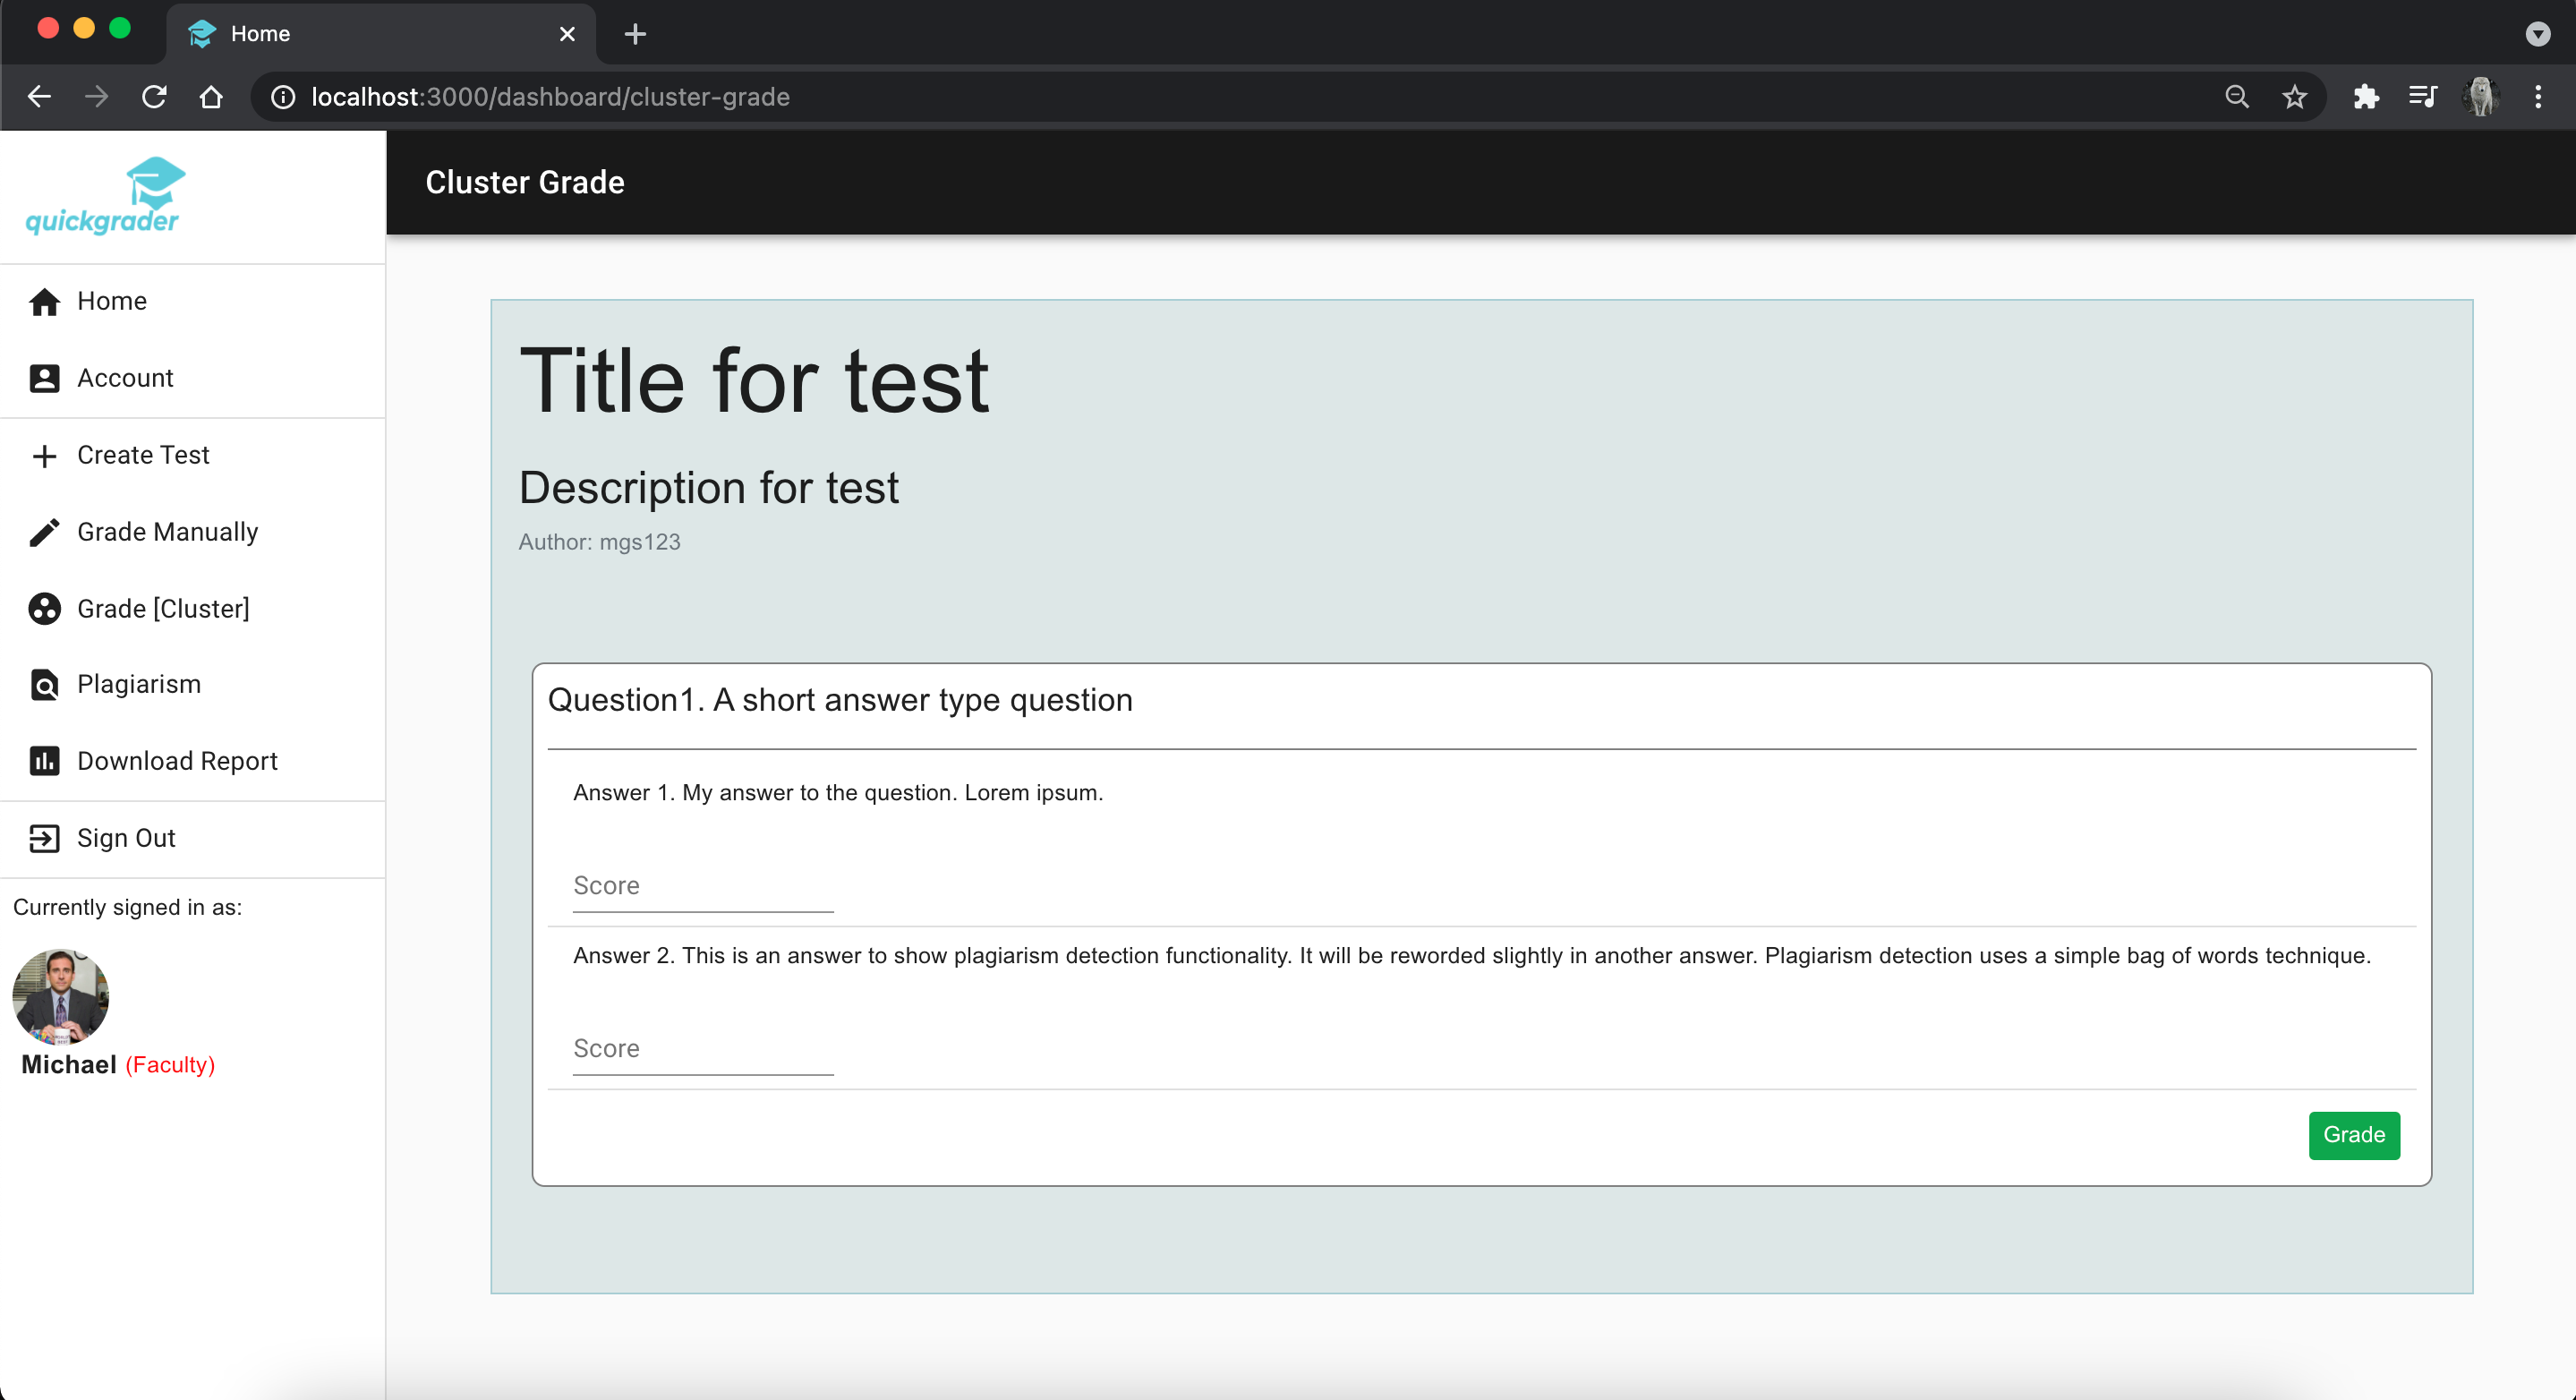 Home
localhost:3000/dashboard/cluster-grade
quickgrader
Cluster Grade
Home
Account
Create Test
Grade Manually
Grade [Cluster]
Plagiarism
Download Report
Sign Out
Currently signed in as:
Michael (Faculty)
Title for test
Description for test
Author: mgs123
Question1. A short answer type question
Answer 1. My answer to the question. Lorem ipsum.
Score
Answer 2. This is an answer to show plagiarism detection functionality. It will be reworded slightly in another answer. Plagiarism detection uses a simple bag of words technique.
Score
Grade